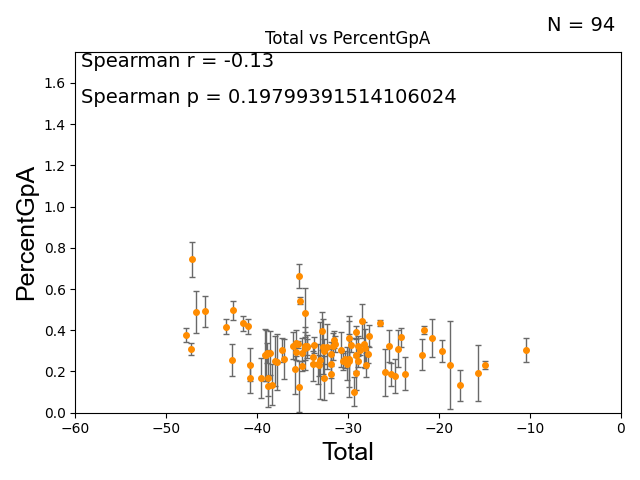 N = 94
Total vs PercentGpA
Spearman r = -0.13
Spearman p = 0.19799391514106024
PercentGpA
1.6
1.4
1.2
1.0
0.8
0.6
0.4
0.2
0.0
−60 −50 −40 −30 −20 −10 0
Total